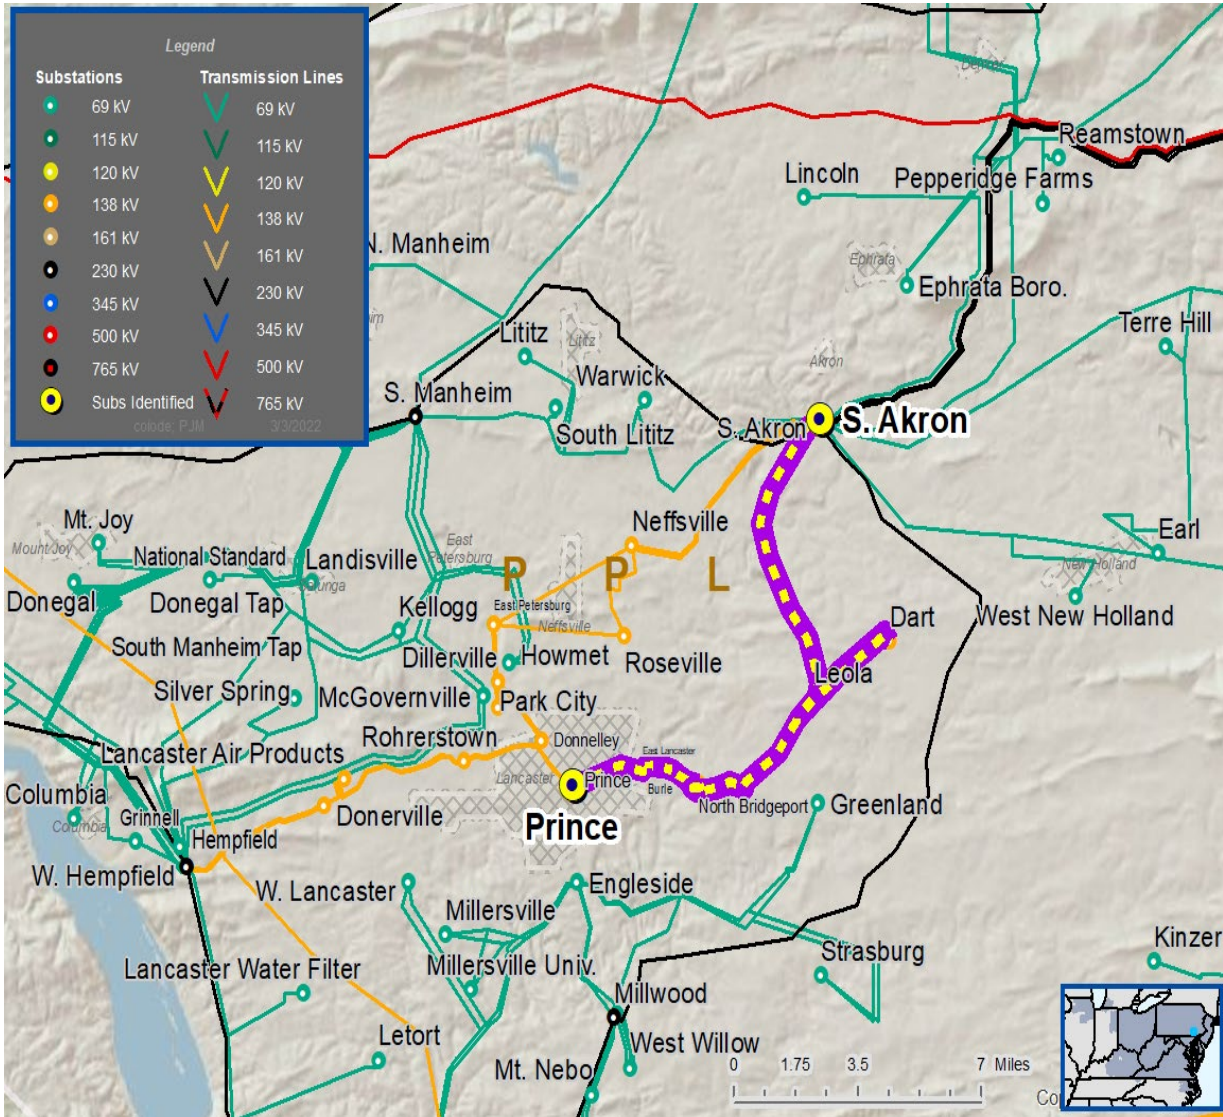 Legend
Substations
Transmission Lines
69 kV
69 kV
115 kV
115 kV
120 kV
120 kV
138 kV
138 kV
161 kV
161 kV
230 kV
230 kV
345 kV
345 kV
500 kV
500 kV
765 kV
765 kV
Subs Identified
colode: PJM
3/3/2022
Denver
Reamstown
Lincoln
Pepperidge Farms
N. Manheim
Ephrata
Ephrata Boro.
Terre Hill
Lititz
Lititz
Akron
Warwick
S. Manheim
South Lititz
S. Akron
S. Akron
Mt. Joy
Mount Joy
National Standard
Landisville
East
Petersburg
Neffsville
Earl
New Holland
P P L
Donegal
Donegal Tap
Kellogg
East Petersburg
Neffsville
West New Holland
Dart
South Manheim Tap
Dillerville
Howmet
Roseville
Leola
Silver Spring
McGovernville
Park City
Rohrerstown
Donnelley
Lancaster Air Products
East Lancaster
Lancaster
Prince
Burle
North Bridgeport
Columbia
Columbia
Grinnell
Hempfield
Donerville
Prince
Greenland
W. Hempfield
W. Lancaster
Engleside
Millersville
Strasburg
Kinzer
Lancaster Water Filter
Millersville Univ.
Millwood
Letort
West Willow
Mt. Nebo
0 1.75 3.5 7 Miles